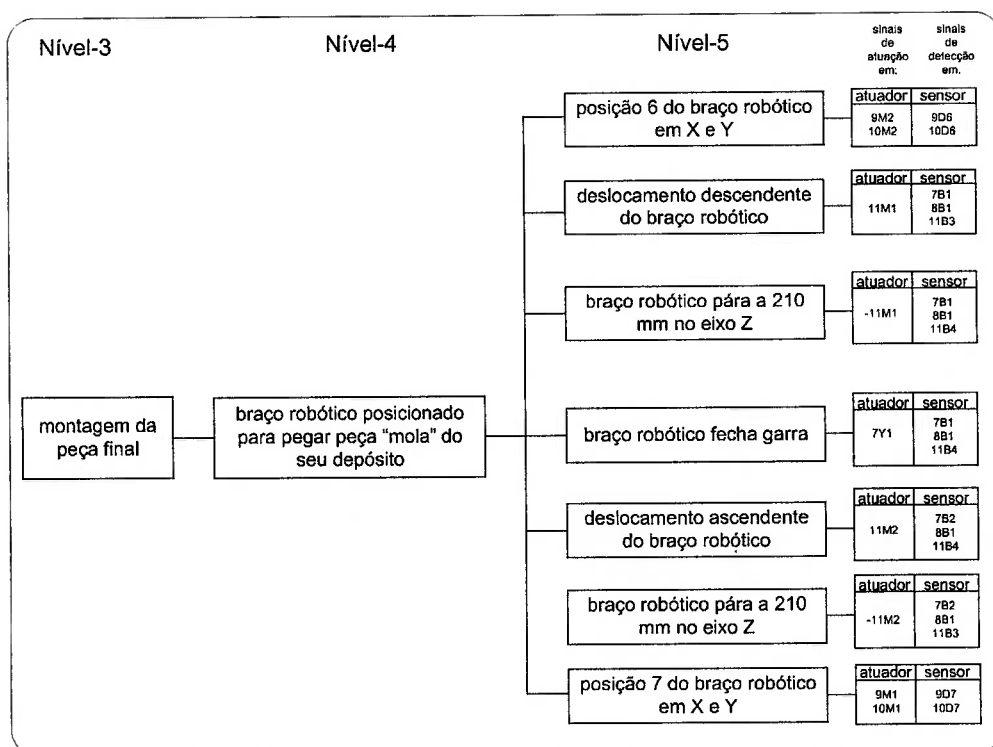 Nível-3
Nível-4
Nível-5
sinais
de
atuação
em:
sinais
de
detecção
em.
posição 6 do braço robótico
em X e Y
atuador sensor
9M2 9D6
10M2 10D6
deslocamento descendente
do braço robótico
atuador sensor
7B1
11M1 8B1
11B3
braço robótico pára a 210
mm no eixo Z
atuador sensor
7B1
-11M1 8B1
11B4
montagem da
peça final
braço robótico posicionado
para pegar peça “mola” do
seu depósito
braço robótico fecha garra
atuador sensor
7B1
7Y1 8B1
11B4
deslocamento ascendente
do braço robótico
atuador sensor
7B2
11M2 8B1
11B4
braço robótico pára a 210
mm no eixo Z
atuador sensor
7B2
-11M2 8B1
11B3
posição 7 do braço robótico
em X e Y
atuador sensor
9M1 9D7
10M1 10D7